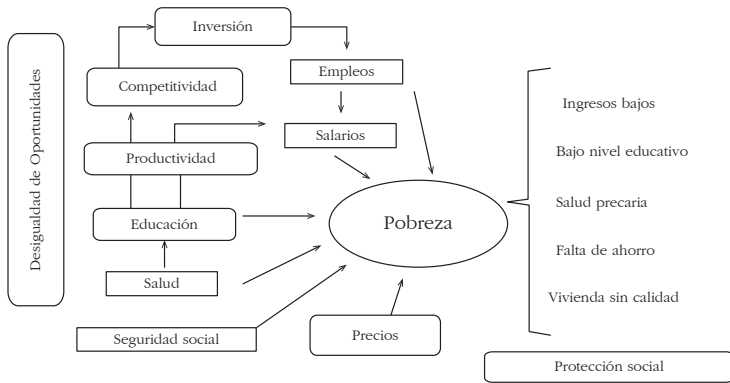 Desigualdad de Oportunidades
Inversión
Competitividad
Empleos
Productividad
Salarios
Educación
Salud
Seguridad social
Precios
Pobreza
Ingresos bajos
Bajo nivel educativo
Salud precaria
Falta de ahorro
Vivienda sin calidad
Protección social